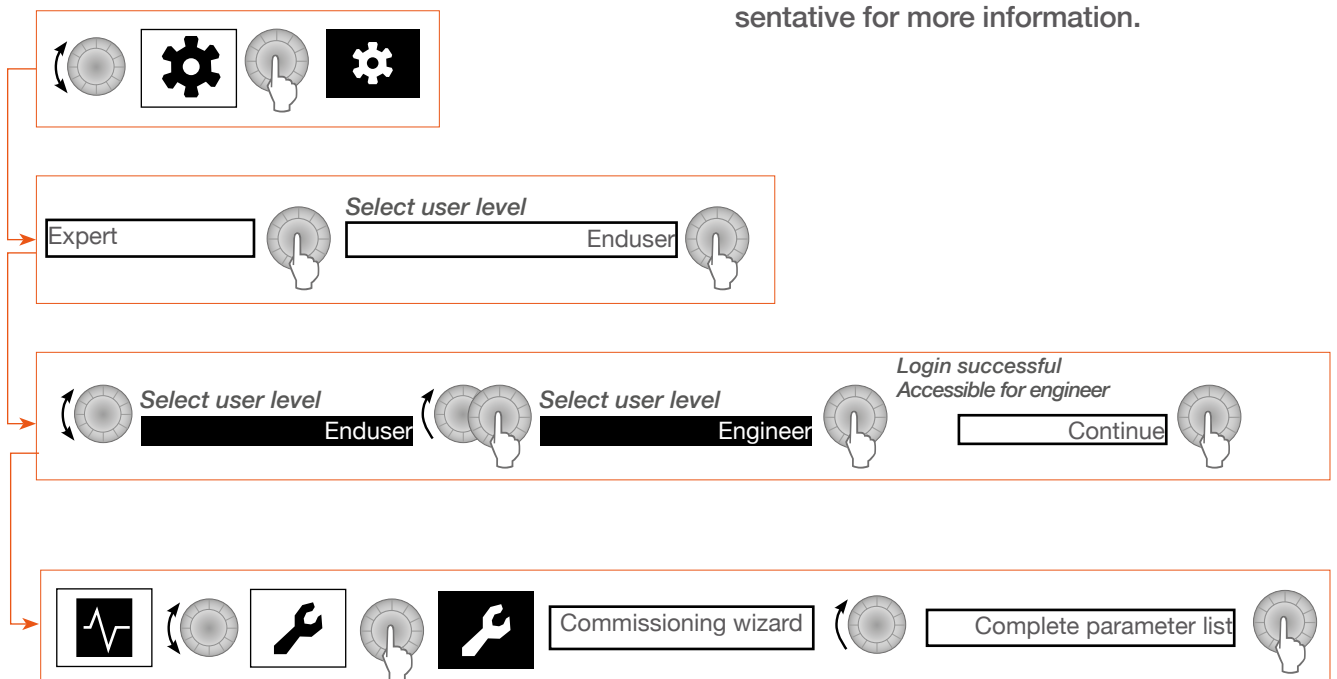 sentative for more information.
Select user level
Expert
Enduser
Login successful
Accessible for engineer
Select user level
Select user level
Enduser
Engineer
Continue
Commissioning wizard
Complete parameter list